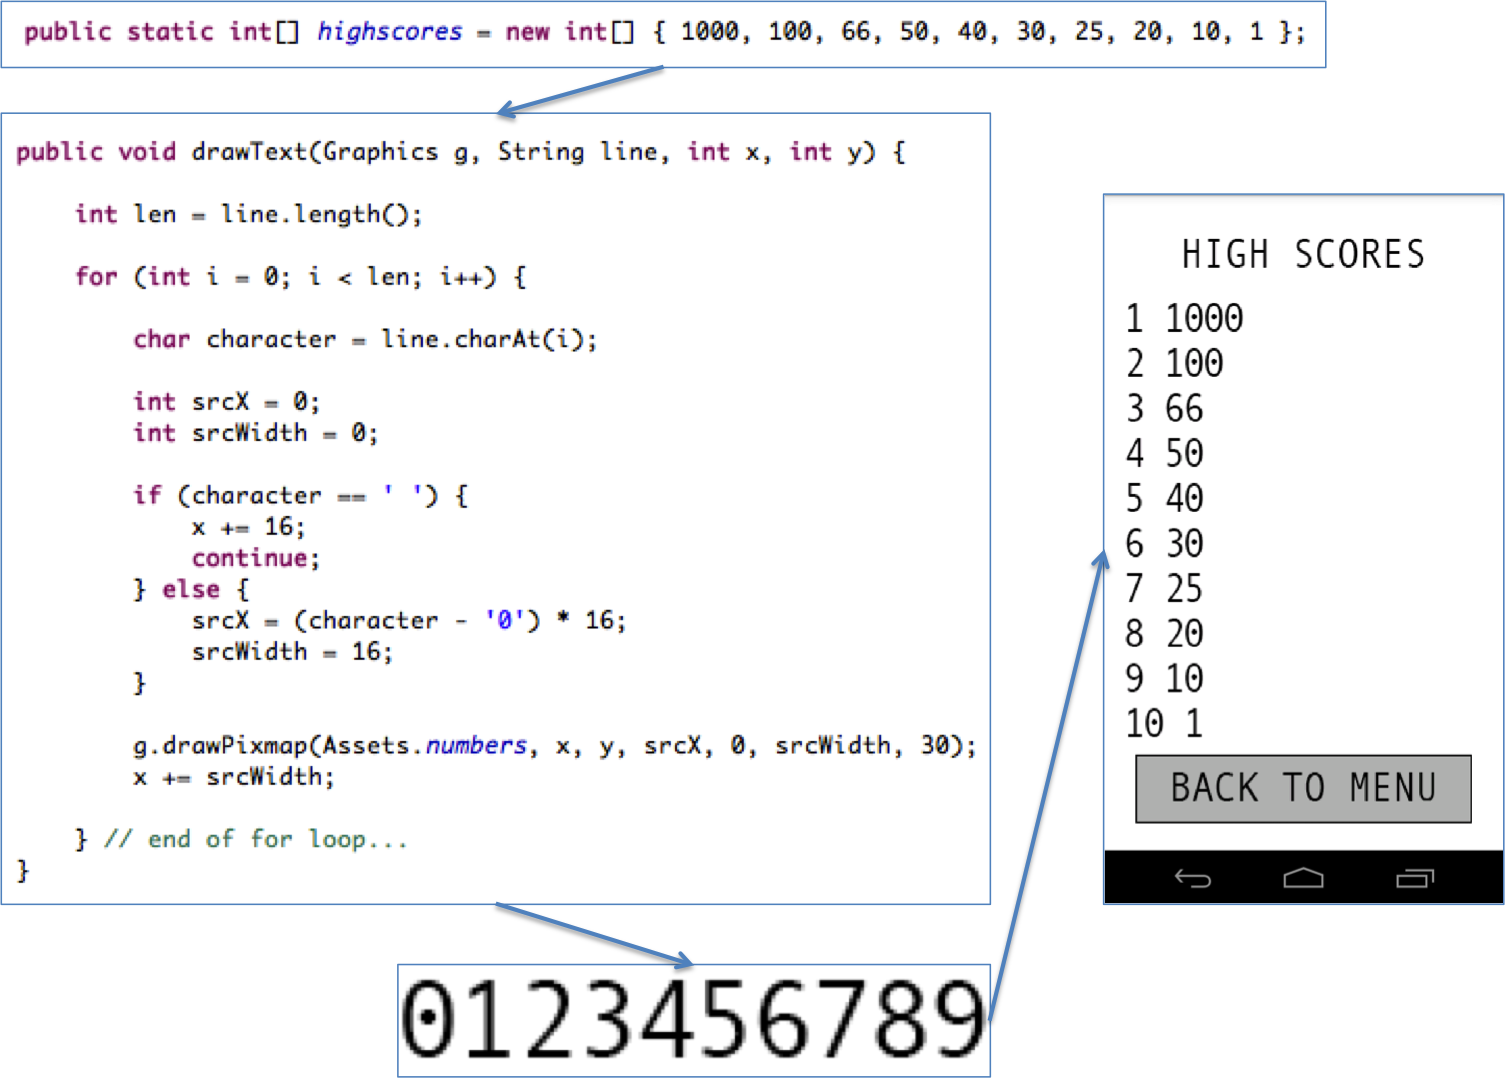 public static int[] highscores = new int[] { 1000, 100, 66, 50, 40, 30, 25, 20, 10, 1 };
public void drawText(Graphics g, String line, int x, int y) {
int len = line.length();
for (int i = 0; i < len; i++) {
char character = line.charAt(i);
int srcX = 0;
int srcWidth = 0;
if (character == ' ') {
x += 16;
continue;
} else {
srcX = (character - '0') * 16;
srcWidth = 16;
}
g.drawPixmap(Assets.numbers, x, y, srcX, 0, srcWidth, 30);
x += srcWidth;
} // end of for loop...
}
0123456789
HIGH SCORES
1 1000
2 100
3 66
4 50
5 40
6 30
7 25
8 20
9 10
10 1
BACK TO MENU